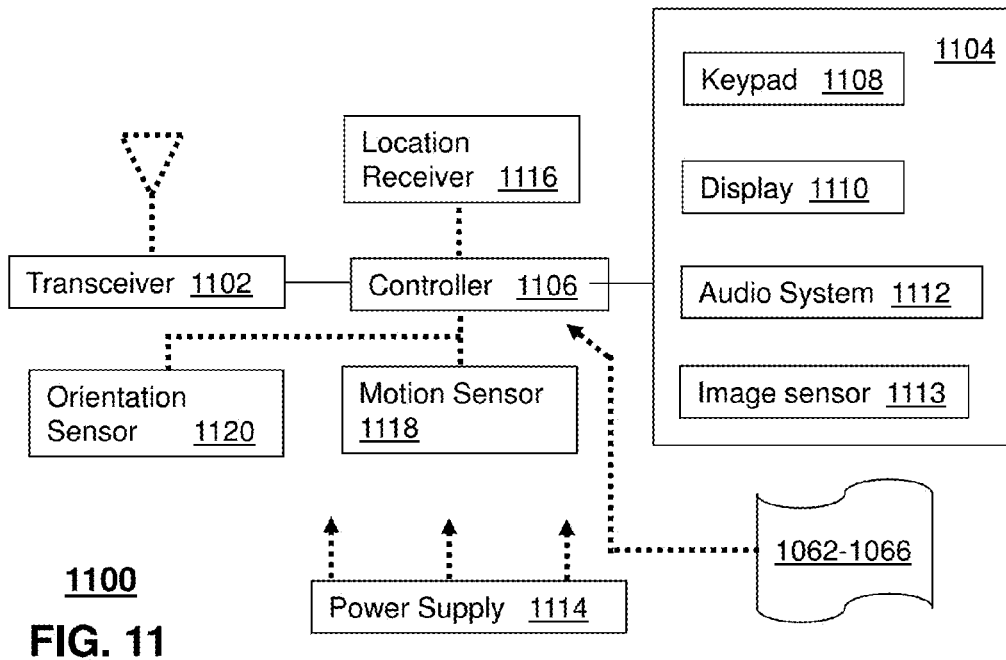 1104
Keypad 1108
Location
Receiver 1116
Display 1110
Transceiver 1102
Controller 1106
Audio System 1112
Image sensor 1113
Orientation
Sensor 1120
Motion Sensor
1118
1062-1066
1100
Power Supply 1114
FIG. 11